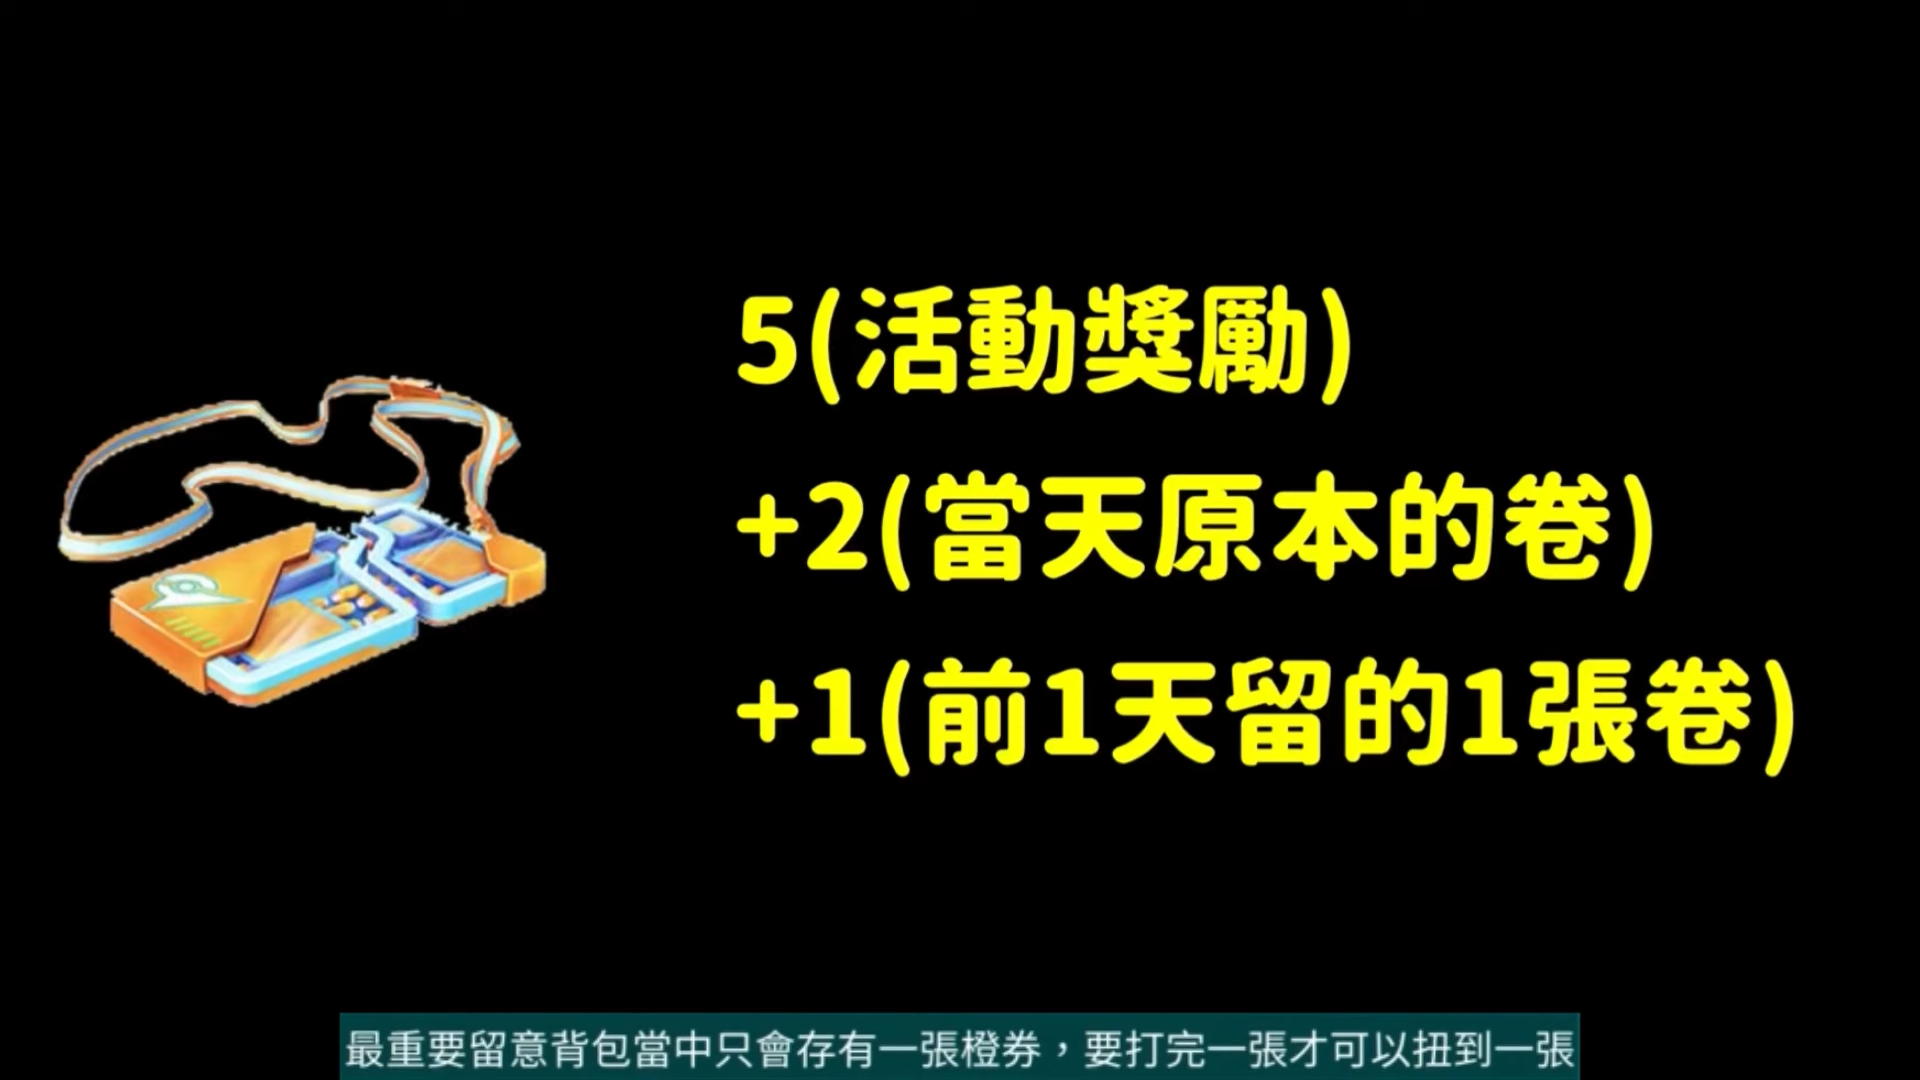 5(活動獎勵)
+2(當天原本的卷)
+1(前1天留的1張卷)
最重要留意背包當中只會存有一張橙券，要打完一張才可以扭到一張